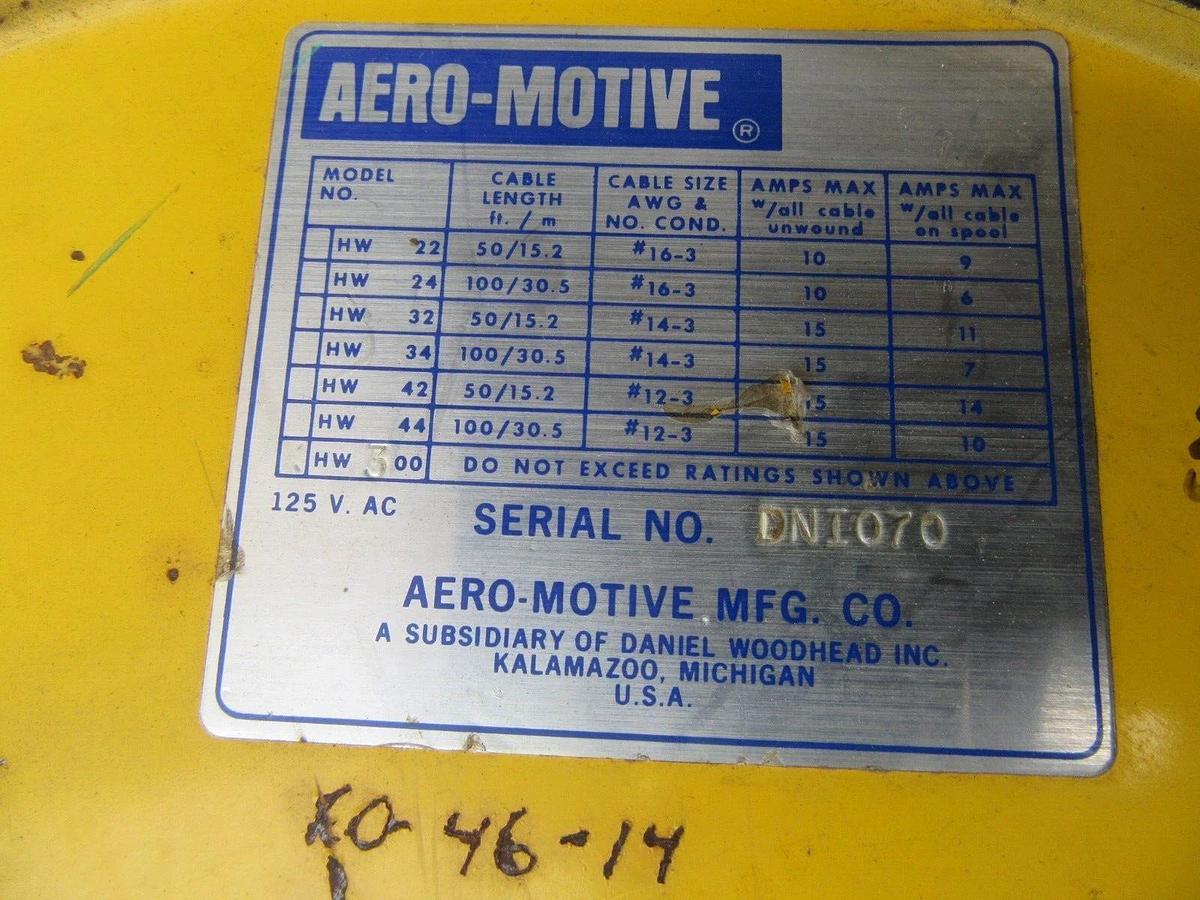 AERO-MOTIVE ®
MODEL NO. CABLE LENGTH ft. / m CABLE SIZE AWG & NO. COND. AMPS MAX w/all cable unwound AMPS MAX w/all cable on spool
HW 22 50/15.2 #16-3 10 9
HW 24 100/30.5 #16-3 10 6
HW 32 50/15.2 #14-3 15 11
HW 34 100/30.5 #14-3 15 7
HW 42 50/15.2 #12-3 15 14
HW 44 100/30.5 #12-3 15 10
HW 300 DO NOT EXCEED RATINGS SHOWN ABOVE
125 V. AC
SERIAL NO. DN1070
AERO-MOTIVE MFG. CO.
A SUBSIDIARY OF DANIEL WOODHEAD INC.
KALAMAZOO, MICHIGAN
U.S.A.
46-14